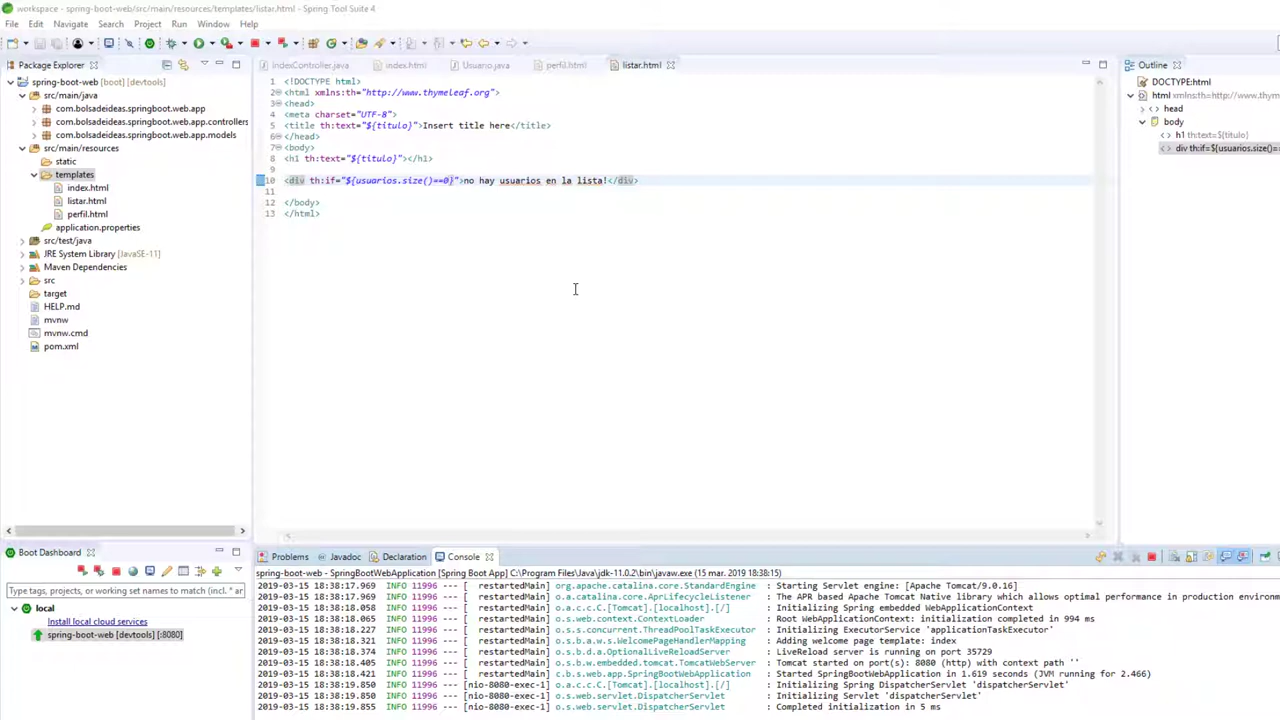 workspace - spring-boot-web/src/main/resources/templates/listar.html - Spring Tool Suite 4
File Edit Navigate Search Project Run Window Help
Package Explorer
spring-boot-web [boot] [devtools]
src/main/java
com.bolsadeideas.springboot.web.app
com.bolsadeideas.springboot.web.app.controllers
com.bolsadeideas.springboot.web.app.models
src/main/resources
static
templates
index.html
listar.html
perfil.html
application.properties
src/test/java
JRE System Library [JavaSE-11]
Maven Dependencies
src
target
HELP.md
mvnw
mvnw.cmd
pom.xml
IndexController.java index.html Usuario.java perfil.html listar.html
1 <!DOCTYPE html>
2 <html xmlns:th="http://www.thymeleaf.org">
3 <head>
4 <meta charset="UTF-8">
5 <title th:text="${titulo}">Insert title here</title>
6 </head>
7 <body>
8 <h1 th:text="${titulo}"></h1>
9
10 <div th:if="${usuarios.size()==0}">no hay usuarios en la lista!</div>
11
12 </body>
13 </html>
Outline
DOCTYPE:html
html xmlns:th=http://www.th
head
body
h1 th:text=${titulo}
div th:if=${usuarios.size()=
Boot Dashboard
Type tags, projects, or working set names to match (incl. * ar
local
Install local cloud services
spring-boot-web [devtools] [:8080]
Problems Javadoc Declaration Console
spring-boot-web - SpringBootWebApplication [Spring Boot App] C:\Program Files\Java\jdk-11.0.2\bin\javaw.exe (15 mar. 2019 18:38:15)
2019-03-15 18:38:17.969 INFO 11996 --- [ restartedMain] org.apache.catalina.core.StandardEngine : Starting Servlet engine: [Apache Tomcat/9.0.16]
2019-03-15 18:38:17.969 INFO 11996 --- [ restartedMain] o.a.catalina.core.AprLifecycleListener : The APR based Apache Tomcat Native library which allows optimal performance in production environm
2019-03-15 18:38:18.058 INFO 11996 --- [ restartedMain] o.a.c.c.C.[Tomcat].[localhost].[/] : Initializing Spring embedded WebApplicationContext
2019-03-15 18:38:18.065 INFO 11996 --- [ restartedMain] o.s.web.context.ContextLoader : Root WebApplicationContext: initialization completed in 994 ms
2019-03-15 18:38:18.227 INFO 11996 --- [ restartedMain] o.s.s.concurrent.ThreadPoolTaskExecutor : Initializing ExecutorService 'applicationTaskExecutor'
2019-03-15 18:38:18.321 INFO 11996 --- [ restartedMain] o.s.b.a.w.s.WelcomePageHandlerMapping : Adding welcome page template: index
2019-03-15 18:38:18.374 INFO 11996 --- [ restartedMain] o.s.b.d.a.OptionalLiveReloadServer : LiveReload server is running on port 35729
2019-03-15 18:38:18.405 INFO 11996 --- [ restartedMain] o.s.b.w.embedded.tomcat.TomcatWebServer : Tomcat started on port(s): 8080 (http) with context path ''
2019-03-15 18:38:18.421 INFO 11996 --- [ restartedMain] c.b.s.web.app.SpringBootWebApplication : Started SpringBootWebApplication in 1.619 seconds (JVM running for 2.466)
2019-03-15 18:38:19.850 INFO 11996 --- [nio-8080-exec-1] o.a.c.c.C.[Tomcat].[localhost].[/] : Initializing Spring DispatcherServlet 'dispatcherServlet'
2019-03-15 18:38:19.850 INFO 11996 --- [nio-8080-exec-1] o.s.web.servlet.DispatcherServlet : Initializing Servlet 'dispatcherServlet'
2019-03-15 18:38:19.855 INFO 11996 --- [nio-8080-exec-1] o.s.web.servlet.DispatcherServlet : Completed initialization in 5 ms